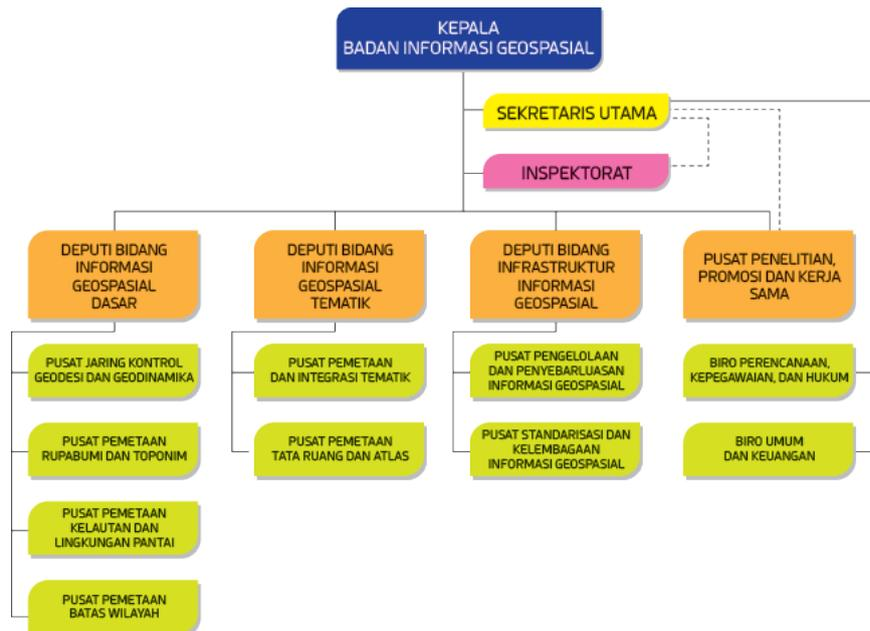 KEPALA
BADAN INFORMASI GEOSPASIAL
SEKRETARIS UTAMA
INSPEKTORAT
DEPUTI BIDANG
INFORMASI
GEOSPASIAL
DASAR
DEPUTI BIDANG
INFORMASI
GEOSPASIAL
TEMATIK
DEPUTI BIDANG
INFRASTRUKTUR
INFORMASI
GEOSPASIAL
PUSAT PENELITIAN,
PROMOSI DAN KERJA
SAMA
PUSAT JARING KONTROL
GEODESI DAN GEODINAMIKA
PUSAT PEMETAAN
DAN INTEGRASI TEMATIK
PUSAT PENGELOLAAN
DAN PENYEBARLUASAN
INFORMASI GEOSPASIAL
BIRO PERENCANAAN,
KEPEGAWAIAN, DAN HUKUM
PUSAT PEMETAAN
RUPABUMI DAN TOPONIM
PUSAT PEMETAAN
TATA RUANG DAN ATLAS
PUSAT STANDARISASI DAN
KELEMBAGAAN
INFORMASI GEOSPASIAL
BIRO UMUM
DAN KEUANGAN
PUSAT PEMETAAN
KELAUTAN DAN
LINGKUNGAN PANTAI
PUSAT PEMETAAN
BATAS WILAYAH